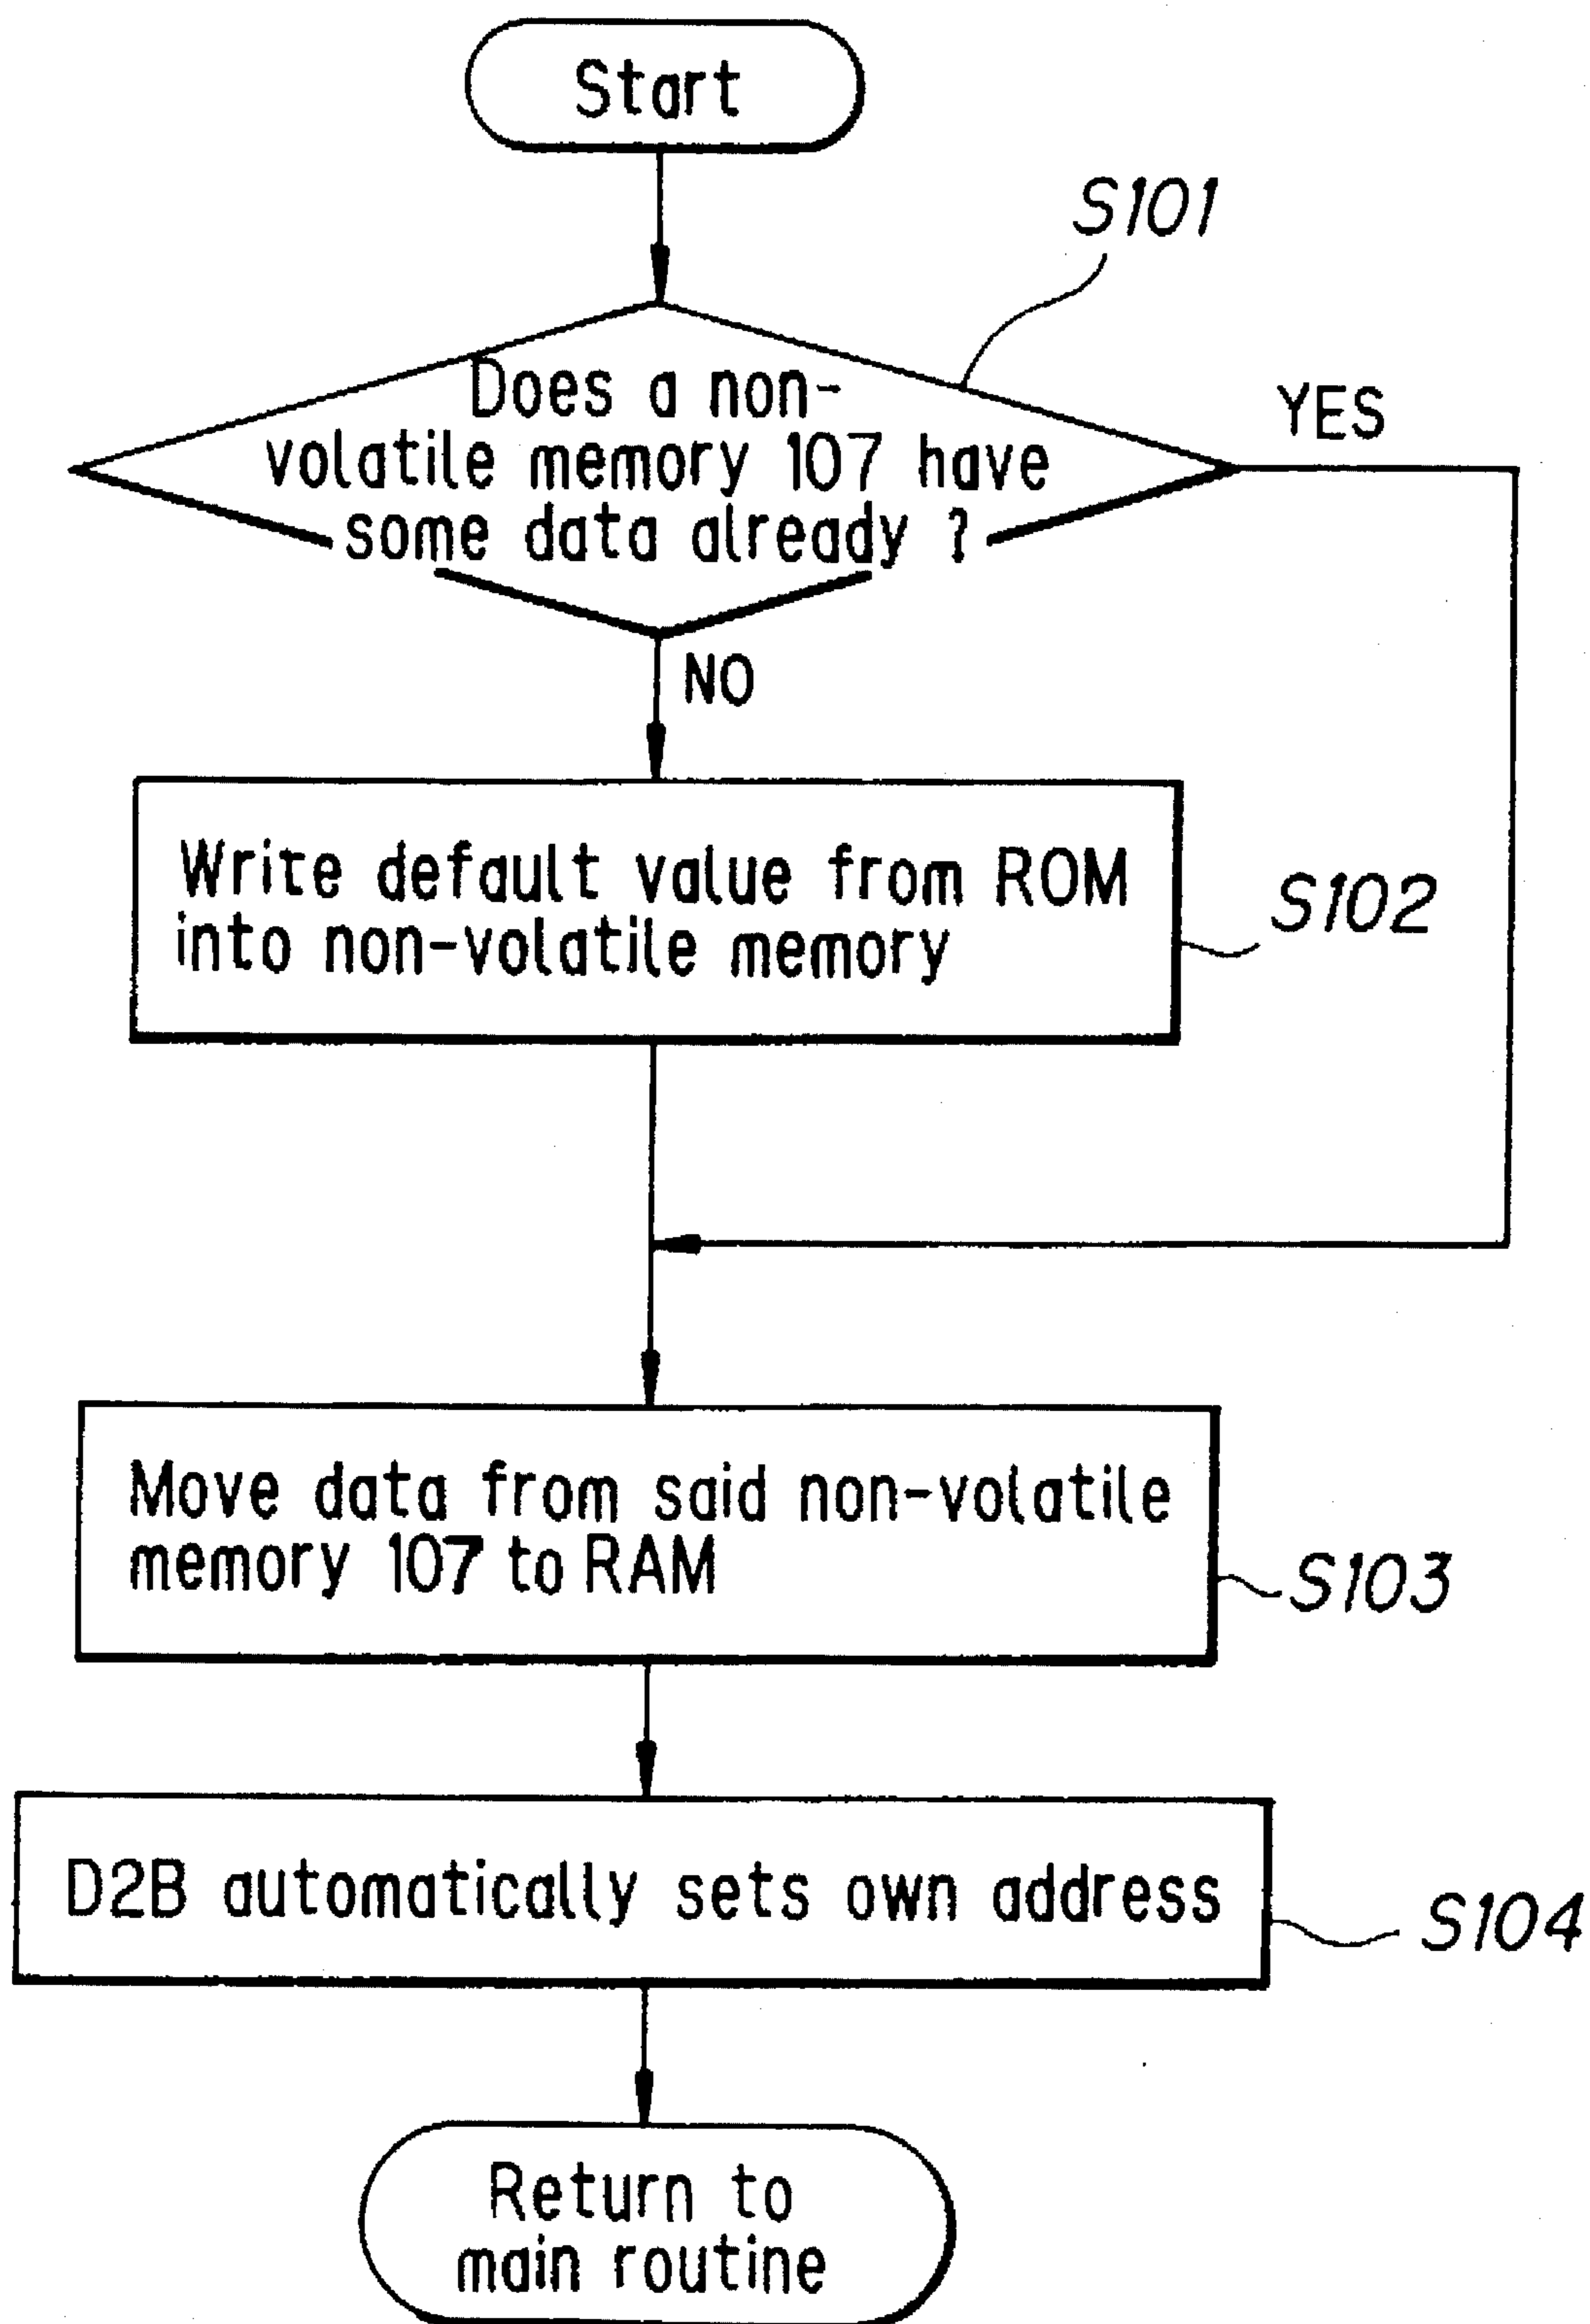 Start
S101
Does a non-
volatile memory 107 have
some data already ?
YES
NO
Write default value from ROM
into non-volatile memory
S102
Move data from said non-volatile
memory 107 to RAM
S103
D2B automatically sets own address
S104
Return to
main routine